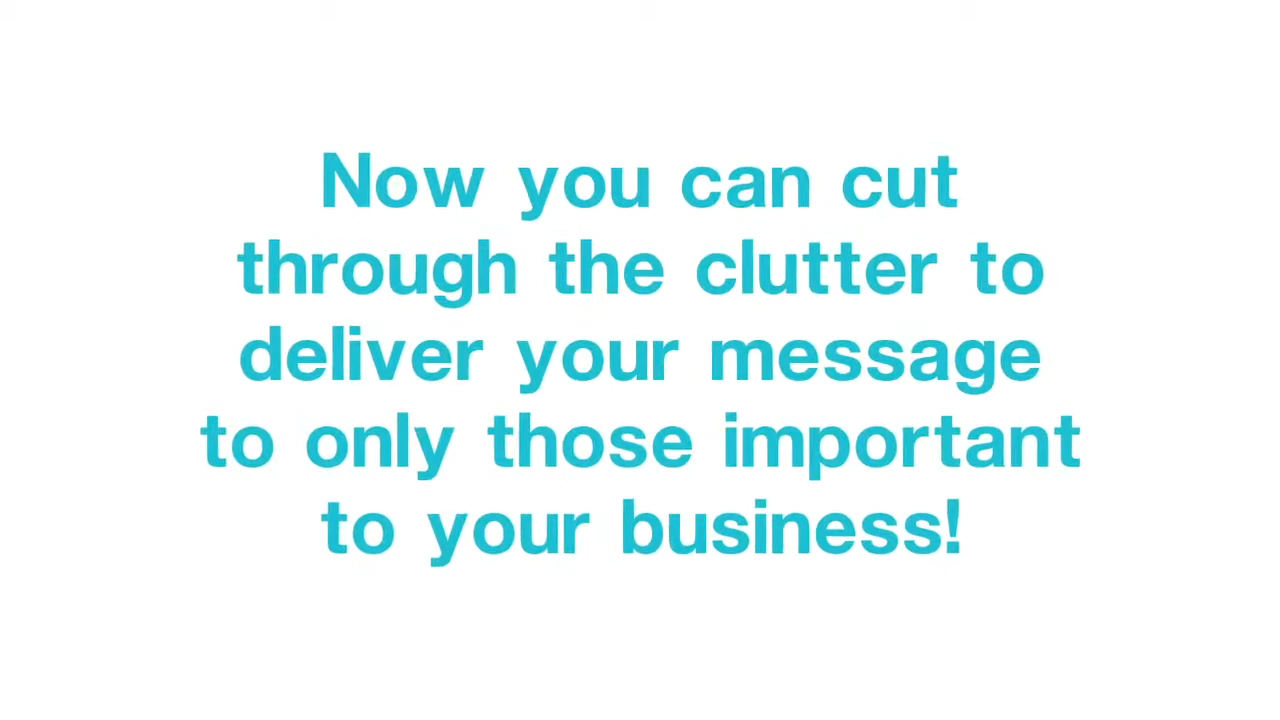 Now you can cut
through the clutter to
deliver your message
to only those important
to your business!